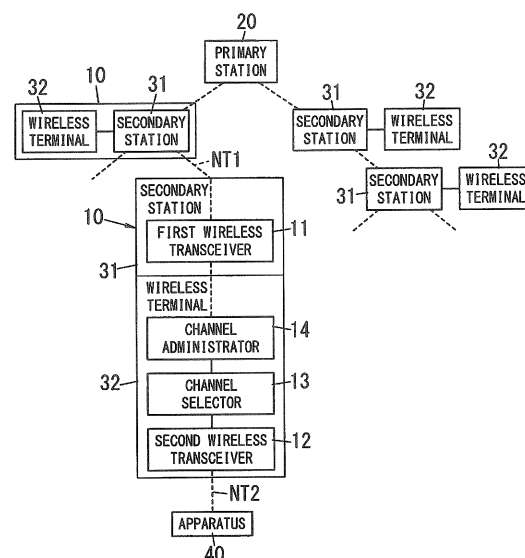 20
PRIMARY
STATION
10
32
31
WIRELESS
TERMINAL
SECONDARY
STATION
31
32
SECONDARY
STATION
WIRELESS
TERMINAL
NT1
32
31
SECONDARY
STATION
WIRELESS
TERMINAL
10
SECONDARY
STATION
FIRST WIRELESS
TRANSCEIVER
11
31
WIRELESS
TERMINAL
CHANNEL
ADMINISTRATOR
14
32
CHANNEL
SELECTOR
13
SECOND WIRELESS
TRANSCEIVER
12
NT2
APPARATUS
40